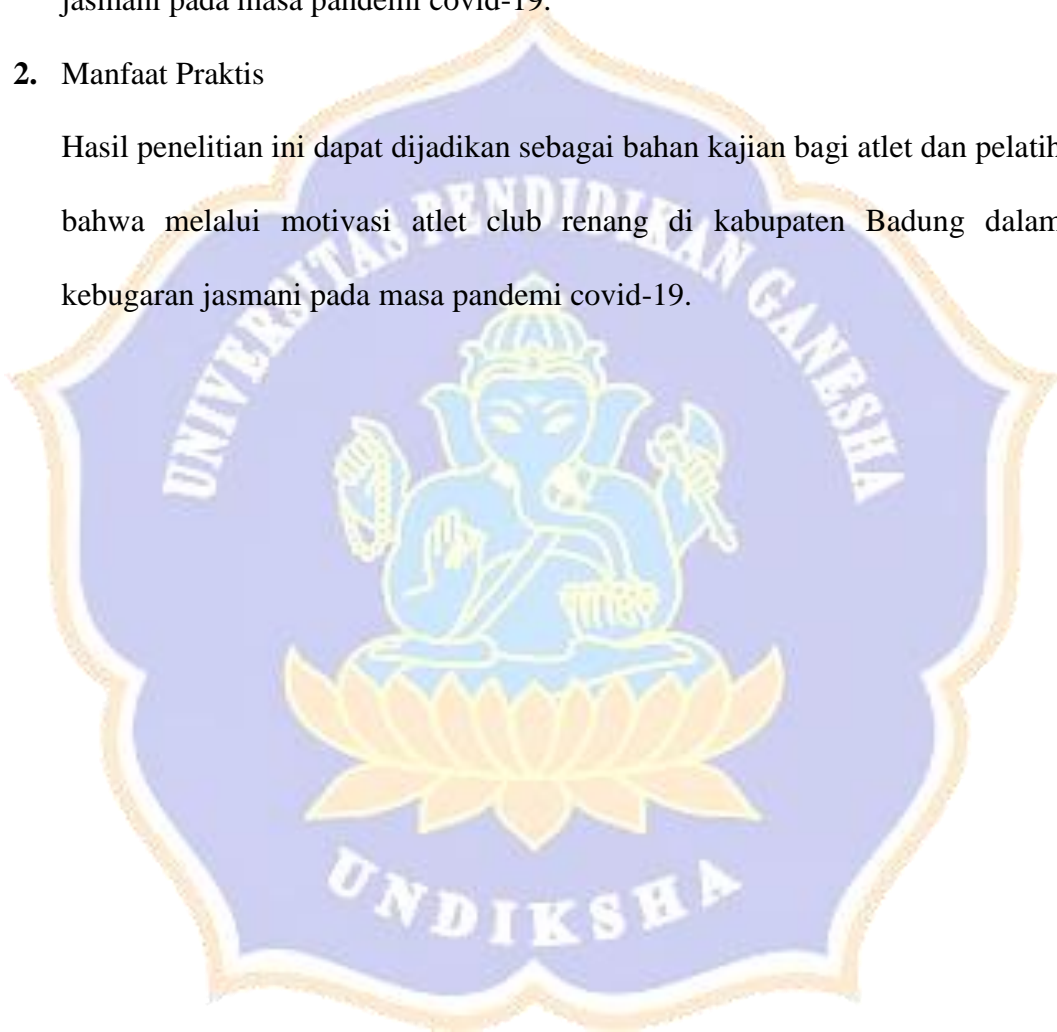 jasmani pada masa pandemi covid-19.
2. Manfaat Praktis
Hasil penelitian ini dapat dijadikan sebagai bahan kajian bagi atlet dan pelatih
bahwa melalui motivasi atlet club renang di kabupaten Badung dalam
kebugaran jasmani pada masa pandemi covid-19.
UNIVERSITAS PENDIDIKAN GANESHA
UNDIKSHA